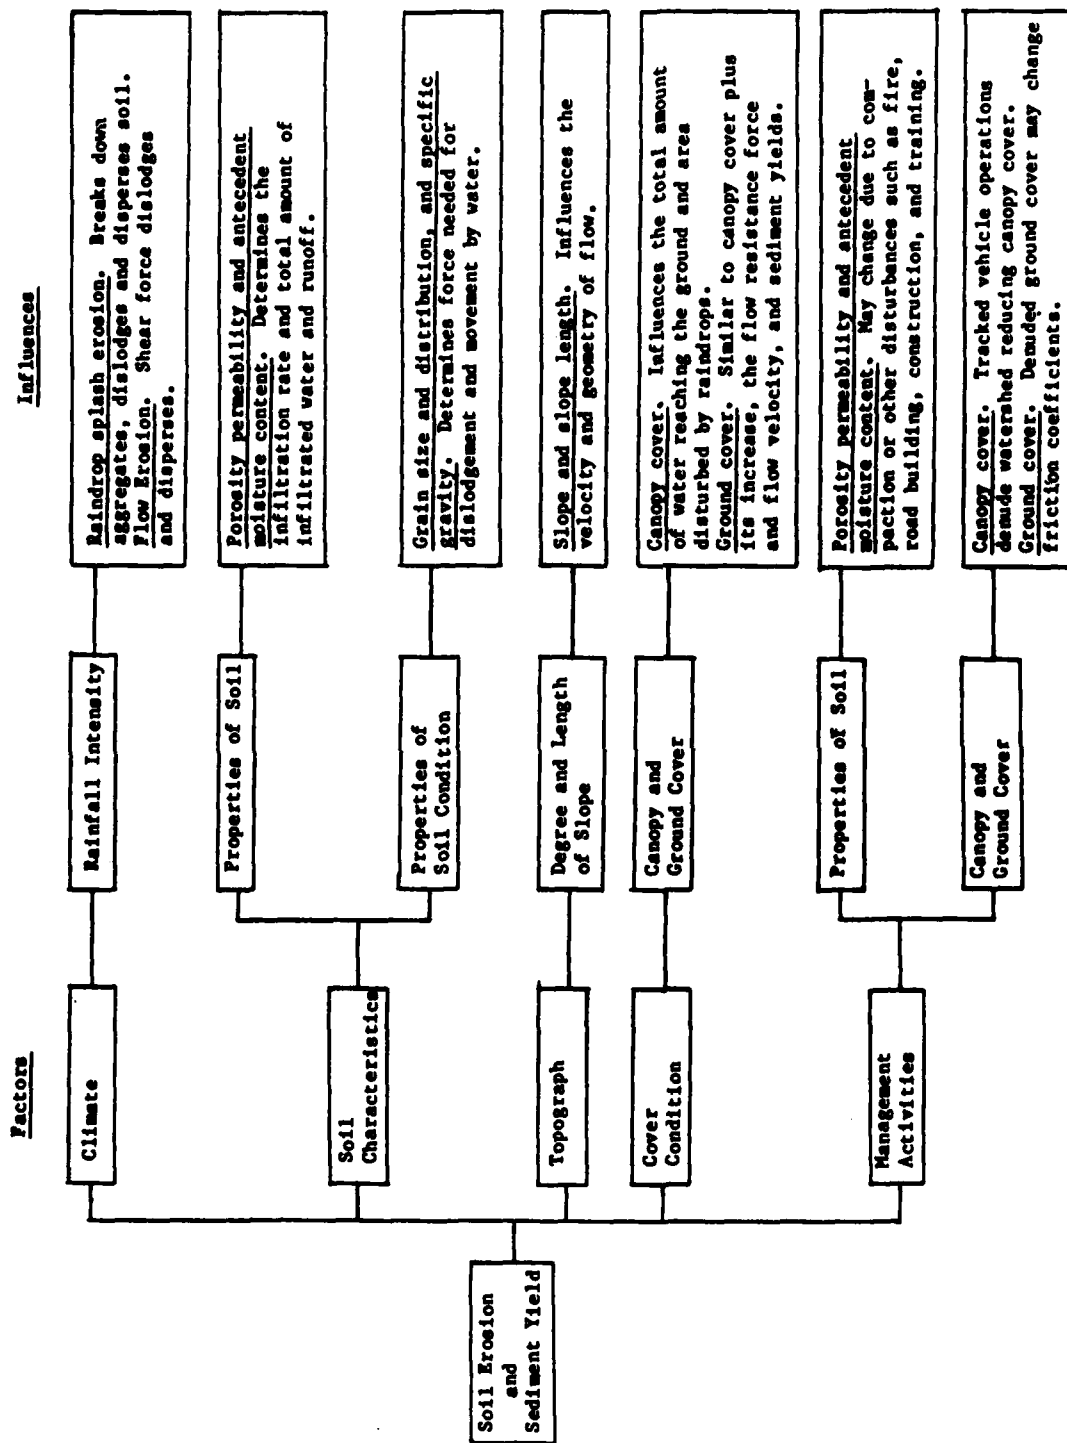 Factors
Influences
Soil Erosion
and
Sediment Yield
Climate
Rainfall Intensity
Raindrop splash erosion. Breaks down
aggregates, dislodges and disperses soil.
Flow Erosion. Shear force dislodges
and disperses.
Soil
Characteristics
Properties of Soil
Porosity permeability and antecedent
moisture content. Determines the
infiltration rate and total amount of
infiltrated water and runoff.
Properties of
Soil Condition
Grain size and distribution, and specific
gravity. Determines force needed for
dislodgement and movement by water.
Topograph
Degree and Length
of Slope
Slope and slope length. Influences the
velocity and geometry of flow.
Cover
Condition
Canopy and
Ground Cover
Canopy cover. Influences the total amount
of water reaching the ground and area
disturbed by raindrops.
Ground cover. Similar to canopy cover plus
its increase, the flow resistance force
and flow velocity, and sediment yields.
Management
Activities
Properties of Soil
Porosity permeability and antecedent
moisture content. May change due to com-
paction or other disturbances such as fire,
road building, construction, and training.
Canopy and
Ground Cover
Canopy cover. Tracked vehicle operations
denude watershed reducing canopy cover.
Ground cover. Denuded ground cover may change
friction coefficients.